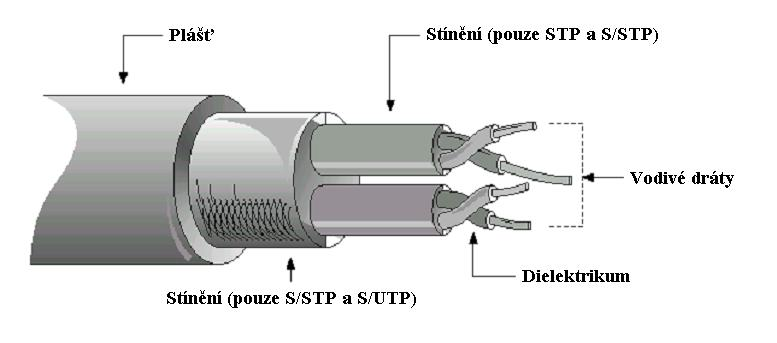 Plášť
Stínění (pouze STP a S/STP)
Vodivé dráty
Dielektrikum
Stínění (pouze S/STP a S/UTP)